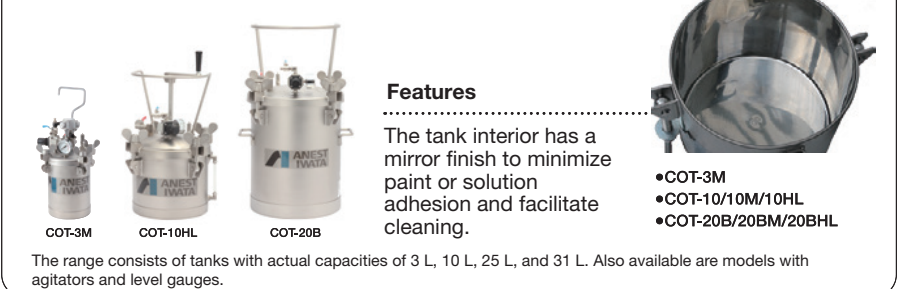 ANEST
IWATA
ANEST
IWATA
ANEST
IWATA
COT-3M
COT-10HL
COT-20B
Features
The tank interior has a
mirror finish to minimize
paint or solution
adhesion and facilitate
cleaning.
●COT-3M
●COT-10/10M/10HL
●COT-20B/20BM/20BHL
The range consists of tanks with actual capacities of 3 L, 10 L, 25 L, and 31 L. Also available are models with
agitators and level gauges.